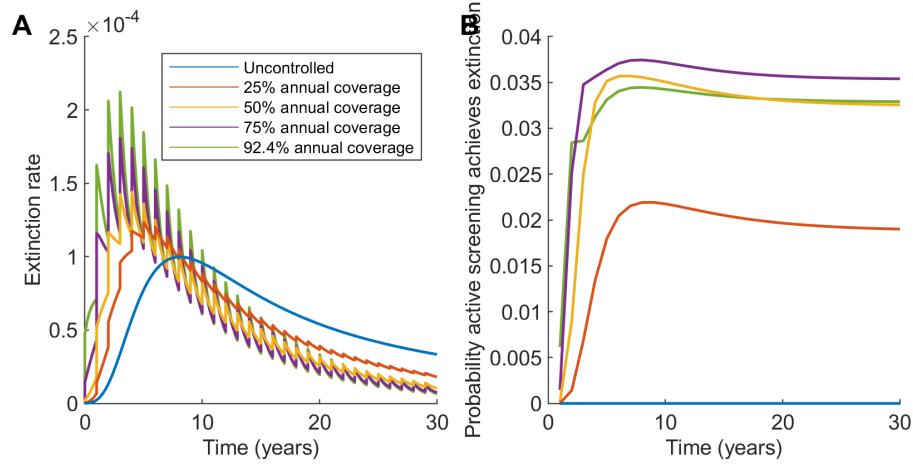 A
×10⁻⁴
2.5
2
1.5
1
0.5
0
Extinction rate
Uncontrolled
25% annual coverage
50% annual coverage
75% annual coverage
92.4% annual coverage
0
10
20
30
Time (years)
B
Probability active screening achieves extinction
0.04
0.035
0.03
0.025
0.02
0.015
0.01
0.005
0
0
10
20
30
Time (years)